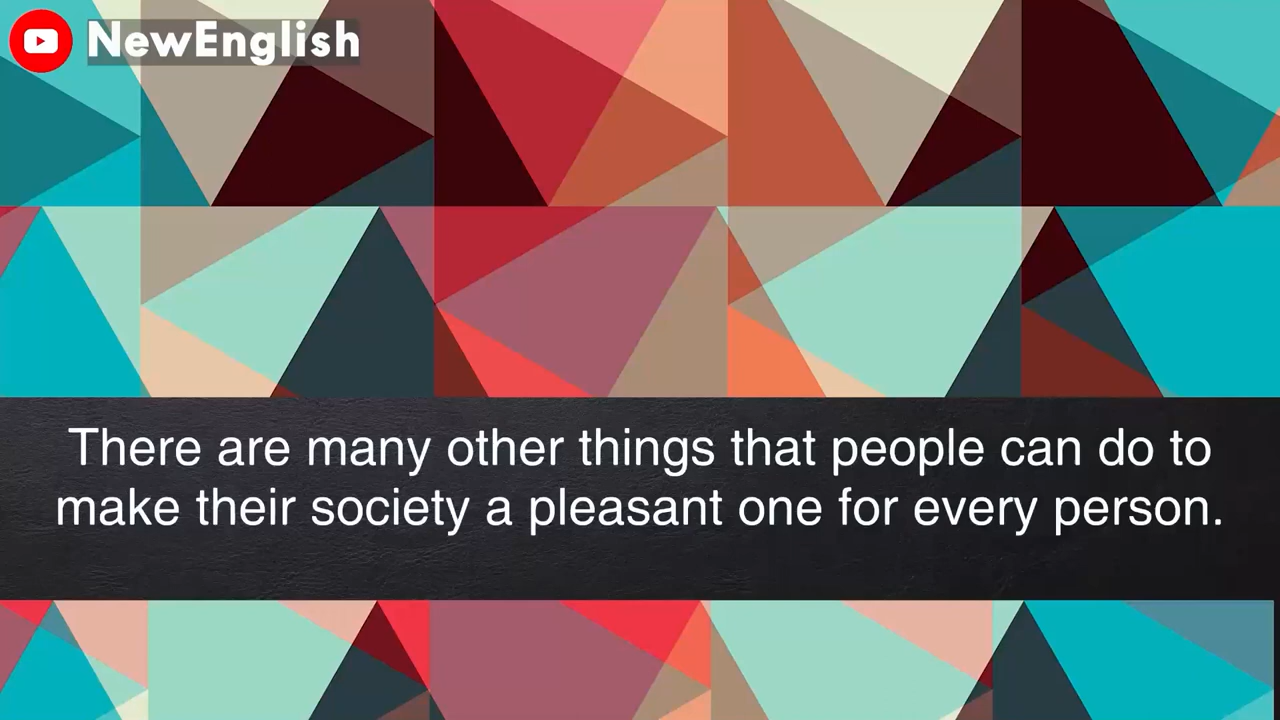 NewEnglish
There are many other things that people can do to
make their society a pleasant one for every person.